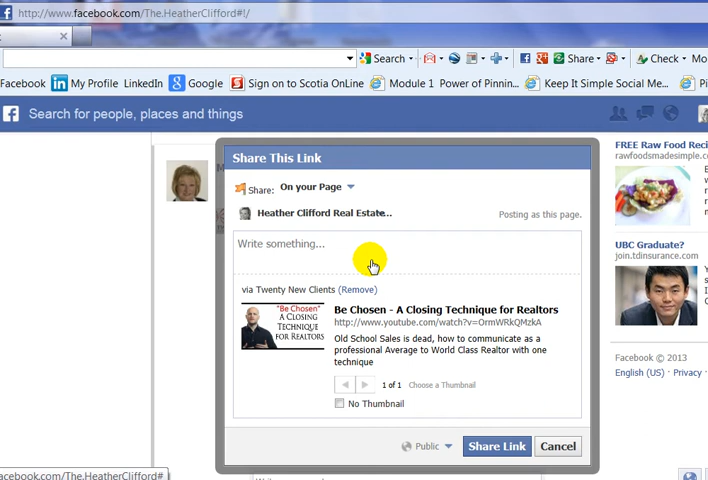 http://www.facebook.com/The.HeatherClifford#!/
x
Search
Share
Check
Mo
Facebook My Profile LinkedIn Google Sign on to Scotia OnLine Module 1 Power of Pinnin... Keep It Simple Social Me... Pi
Search for people, places and things
Share This Link
Share: On your Page
Heather Clifford Real Estate...
Posting as this page.
Write something...
via Twenty New Clients (Remove)
"Be Chosen"
A CLOSING
TECHNIQUE
FOR REALTORS
Be Chosen - A Closing Technique for Realtors
http://www.youtube.com/watch?v=OrmWRkQMzkA
Old School Sales is dead, how to communicate as a
professional Average to World Class Realtor with one
technique
1 of 1 Choose a Thumbnail
No Thumbnail
Public
Share Link
Cancel
FREE Raw Food Reci
rawfoodsmadesimple.c
UBC Graduate?
join.tdinsurance.com
Facebook © 2013
English (US) · Privacy ·
acebook.com/The.HeatherClifford#